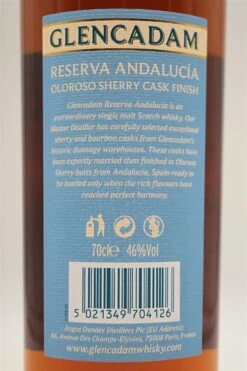 GLENCADAM
RESERVA ANDALUCÍA
OLOROSO SHERRY CASK FINISH
Glencadam Reserva Andalucía is an
extraordinary single malt Scotch whisky. Our
Master Distiller has carefully selected exceptional
sherry and bourbon casks from Glencadam's
historic dunnage warehouses. These casks have
been expertly married then finished in Oloroso
Sherry butts from Andalucía, Spain ready to
be bottled only when the rich flavours have
reached perfect harmony.
70cl℮ 46%Vol
5 021349 704126
Angus Dundee Distillers Plc (EU Address):
66, Avenue Des Champs-Elysées, 75008 Paris, France
www.glencadamwhisky.com